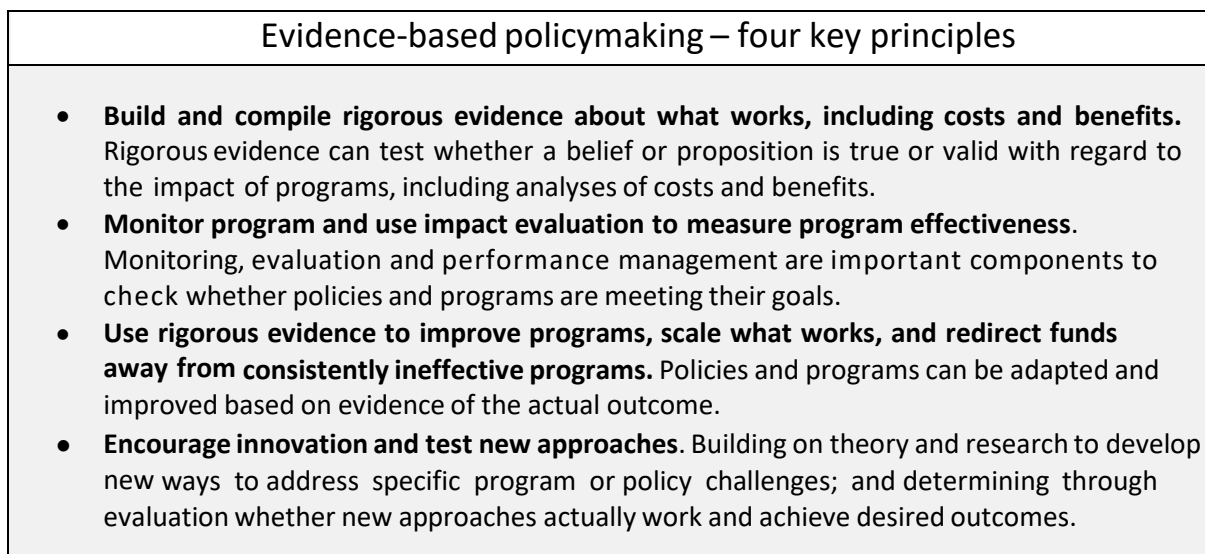 Evidence-based policymaking – four key principles
• Build and compile rigorous evidence about what works, including costs and benefits.
Rigorous evidence can test whether a belief or proposition is true or valid with regard to
the impact of programs, including analyses of costs and benefits.
• Monitor program and use impact evaluation to measure program effectiveness.
Monitoring, evaluation and performance management are important components to
check whether policies and programs are meeting their goals.
• Use rigorous evidence to improve programs, scale what works, and redirect funds
away from consistently ineffective programs. Policies and programs can be adapted and
improved based on evidence of the actual outcome.
• Encourage innovation and test new approaches. Building on theory and research to develop
new ways to address specific program or policy challenges; and determining through
evaluation whether new approaches actually work and achieve desired outcomes.